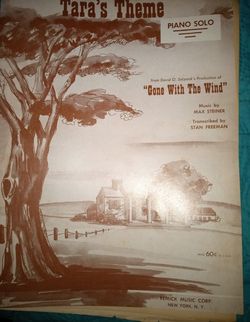 Tara's Theme
PIANO SOLO
from David O. Selznick's Production of
"Gone With The Wind"
Music by
MAX STEINER
Transcribed by
STAN FREEMAN
60¢
REMICK MUSIC CORP.
NEW YORK, N. Y.